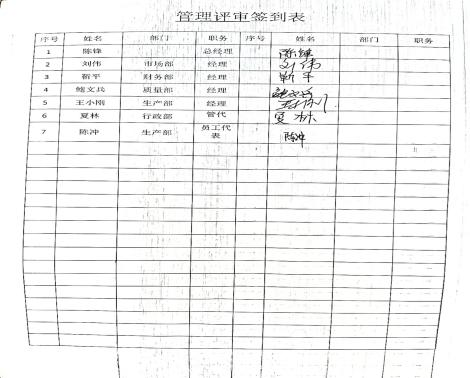 管理评审签到表
序号 姓名 部门 职务 序号 姓名 部门 职务
1 陈锋 总经理 陈锋
2 刘伟 市场部 经理 刘伟
3 靳平 财务部 经理 靳平
4 鲍文兵 质量部 经理
5 王小刚 生产部 经理
6 夏林 行政部 管代 夏林
7 陈冲 生产部 员工代表 陈冲